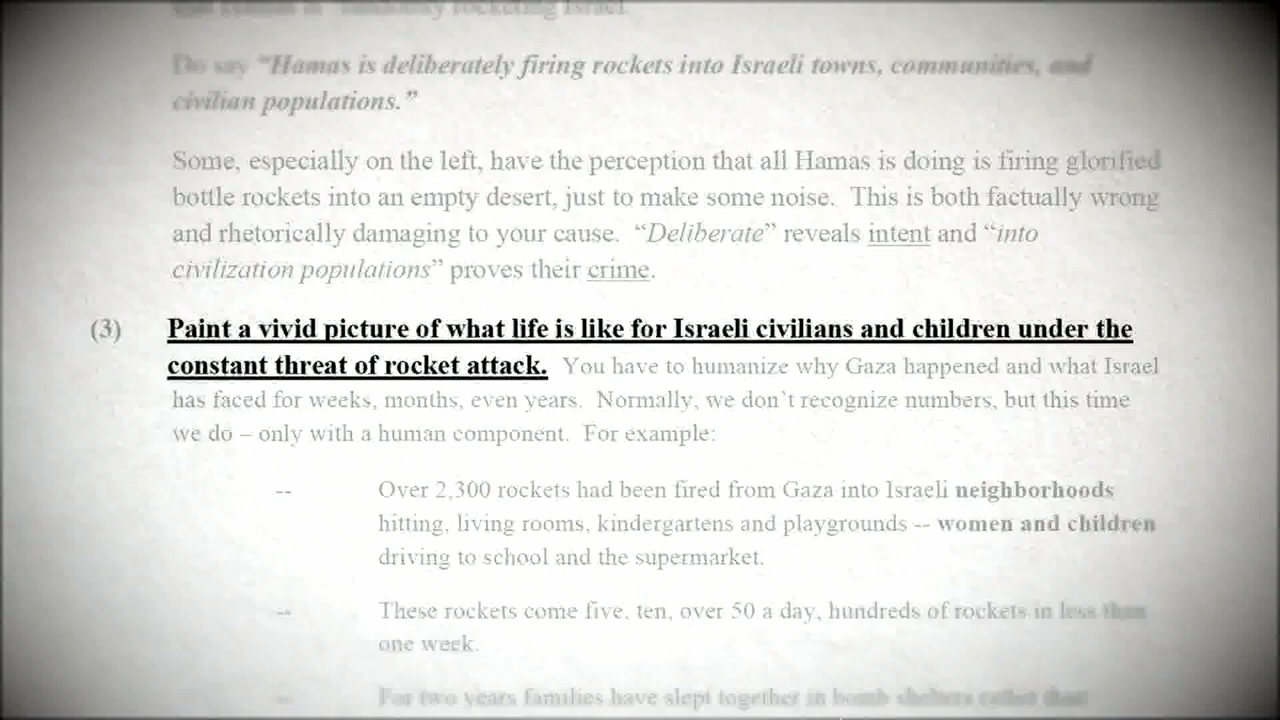 randomly rocketing Israel
Do say "Hamas is deliberately firing rockets into Israeli towns, communities, and
civilian populations."
Some, especially on the left, have the perception that all Hamas is doing is firing glorified
bottle rockets into an empty desert, just to make some noise. This is both factually wrong
and rhetorically damaging to your cause. "Deliberate" reveals intent and "into
civilization populations" proves their crime.
(3) Paint a vivid picture of what life is like for Israeli civilians and children under the
constant threat of rocket attack. You have to humanize why Gaza happened and what Israel
has faced for weeks, months, even years. Normally, we don't recognize numbers, but this time
we do – only with a human component. For example:
-- Over 2,300 rockets had been fired from Gaza into Israeli neighborhoods
hitting, living rooms, kindergartens and playgrounds -- women and children
driving to school and the supermarket.
-- These rockets come five, ten, over 50 a day, hundreds of rockets in less than
one week.
-- For two years families have slept together in bomb shelters rather than